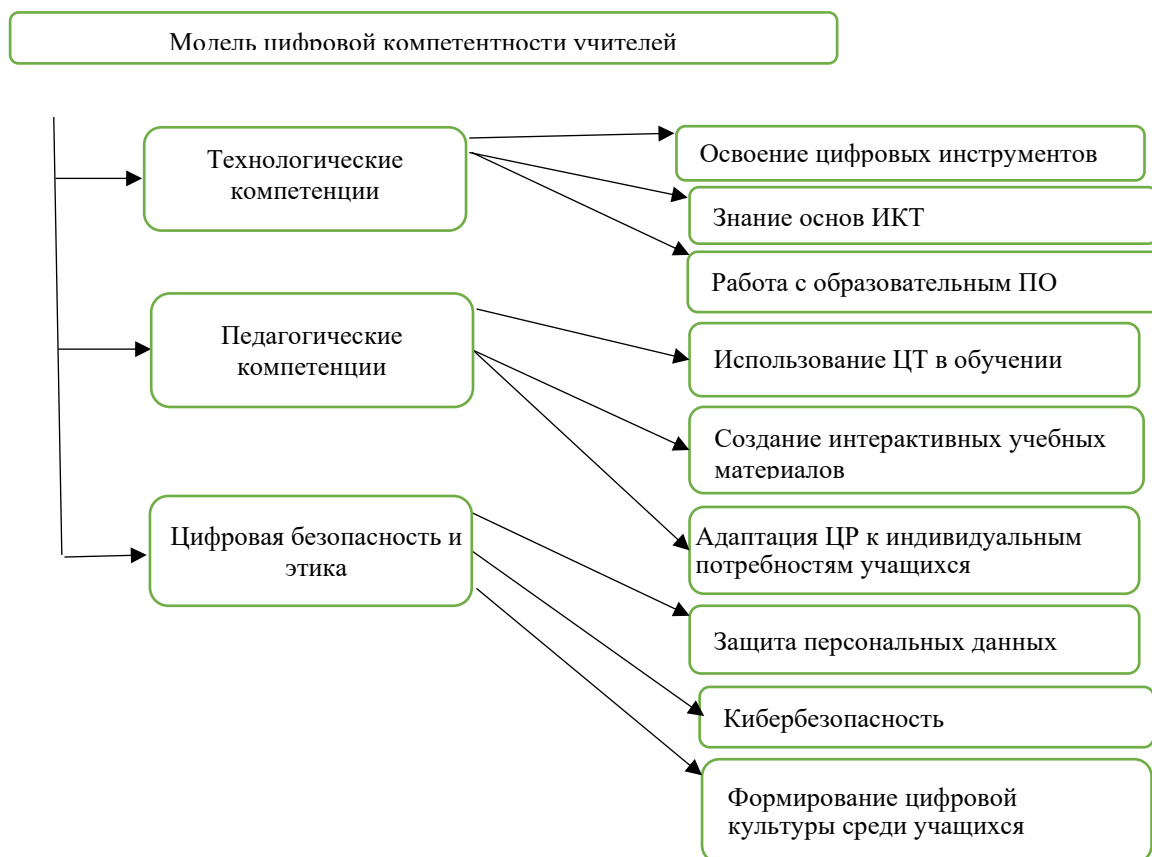 Модель цифровой компетентности учителей
Технологические
компетенции
Освоение цифровых инструментов
Знание основ ИКТ
Работа с образовательным ПО
Педагогические
компетенции
Использование ЦТ в обучении
Создание интерактивных учебных
материалов
Адаптация ЦР к индивидуальным
потребностям учащихся
Цифровая безопасность и
этика
Защита персональных данных
Кибербезопасность
Формирование цифровой
культуры среди учащихся